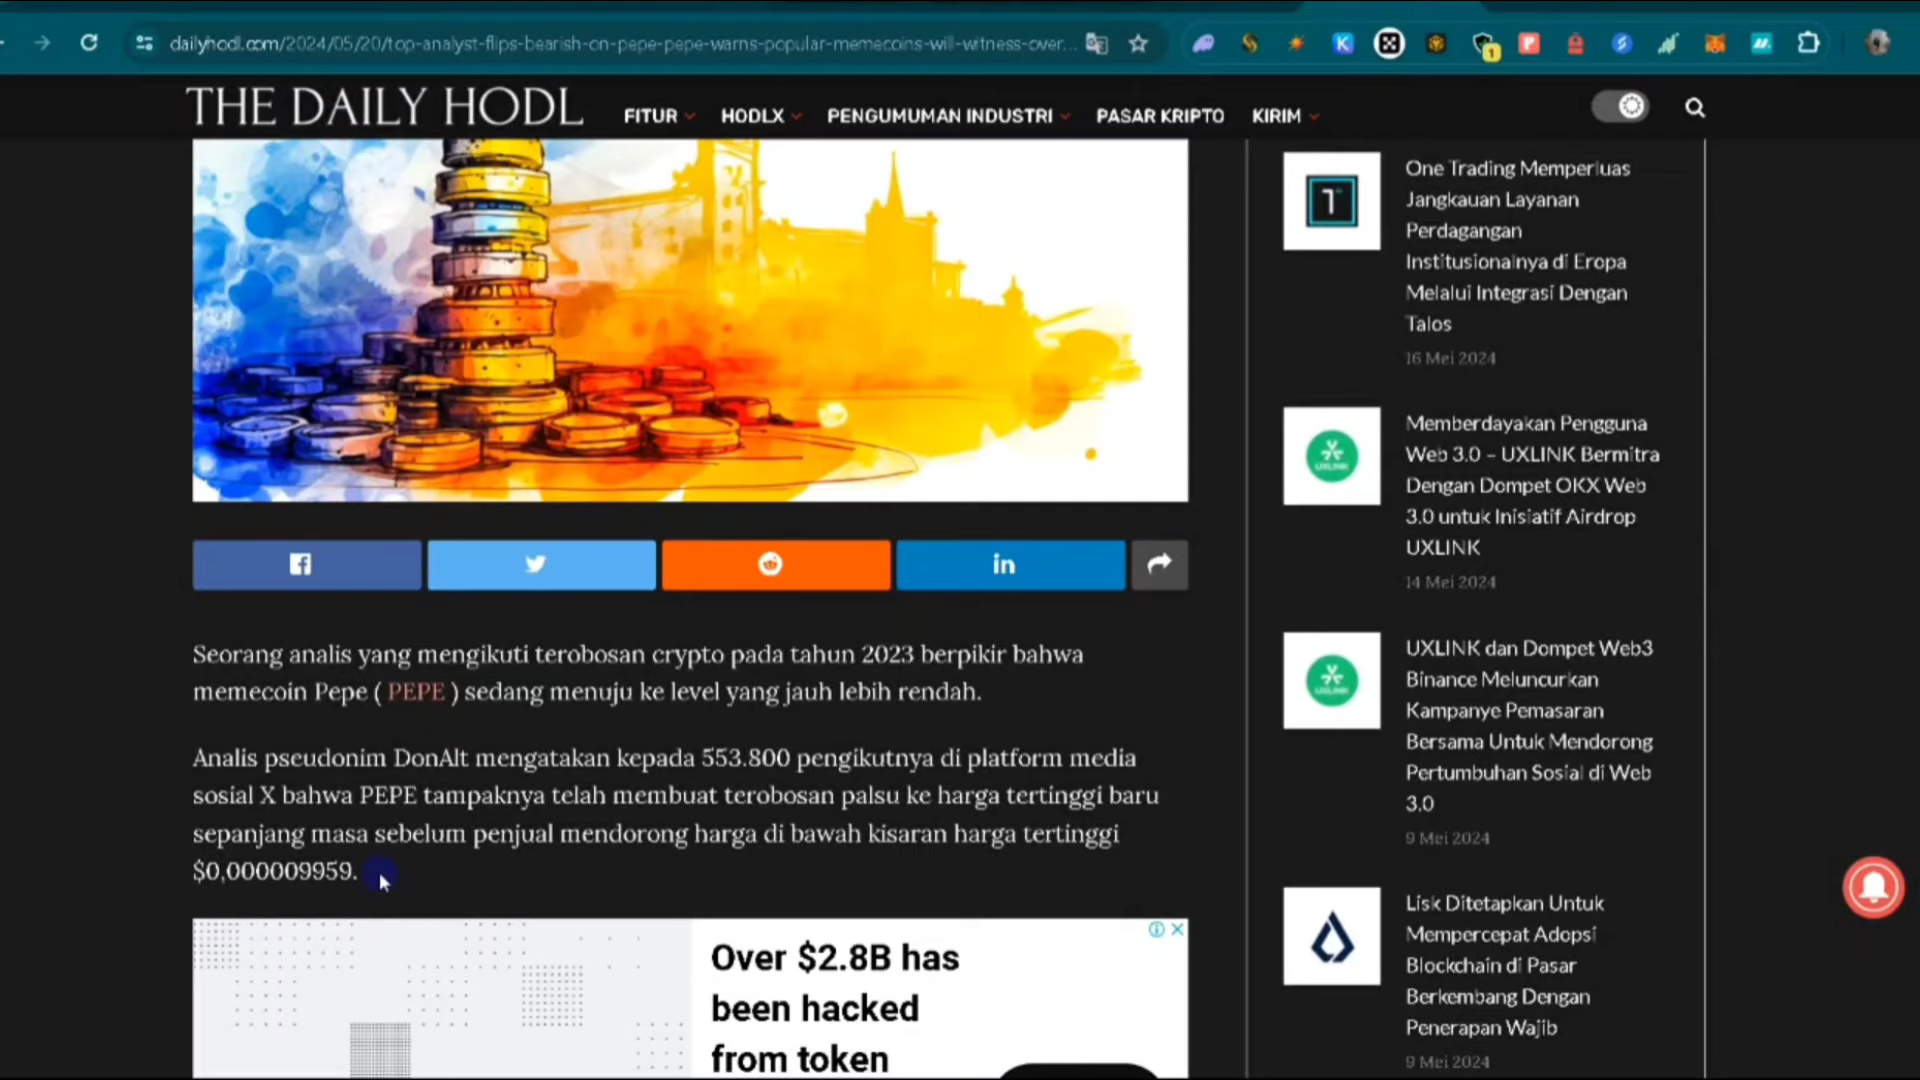 dailyhodl.com/2024/05/20/top-analyst-flips-bearish-on-pepe-pepe-warns-popular-memecoins-will-witness-over...
1
THE DAILY HODL
FITUR
HODLX
PENGUMUMAN INDUSTRI
PASAR KRIPTO
KIRIM
Seorang analis yang mengikuti terobosan crypto pada tahun 2023 berpikir bahwa
memecoin Pepe ( PEPE ) sedang menuju ke level yang jauh lebih rendah.
Analis pseudonim DonAlt mengatakan kepada 553.800 pengikutnya di platform media
sosial X bahwa PEPE tampaknya telah membuat terobosan palsu ke harga tertinggi baru
sepanjang masa sebelum penjual mendorong harga di bawah kisaran harga tertinggi
$0,000009959.
Over $2.8B has
been hacked
from token
One Trading Memperluas
Jangkauan Layanan
Perdagangan
Institusionalnya di Eropa
Melalui Integrasi Dengan
Talos
16 Mei 2024
UXLINK
Memberdayakan Pengguna
Web 3.0 – UXLINK Bermitra
Dengan Dompet OKX Web
3.0 untuk Inisiatif Airdrop
UXLINK
14 Mei 2024
UXLINK
UXLINK dan Dompet Web3
Binance Meluncurkan
Kampanye Pemasaran
Bersama Untuk Mendorong
Pertumbuhan Sosial di Web
3.0
9 Mei 2024
Lisk Ditetapkan Untuk
Mempercepat Adopsi
Blockchain di Pasar
Berkembang Dengan
Penerapan Wajib
9 Mei 2024